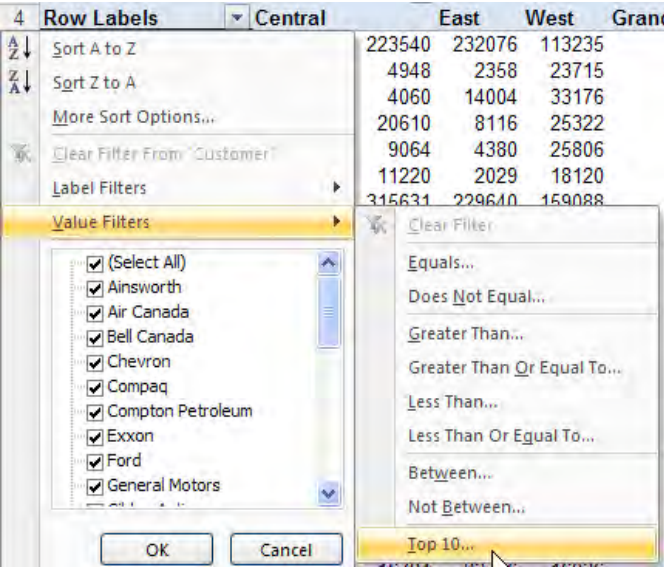 4 Row Labels Central East West Grand
Sort A to Z 223540 232076 113235
4948 2358 23715
Sort Z to A 4060 14004 33176
More Sort Options... 20610 8116 25322
Clear Filter From "Customer" 9064 4380 25806
Label Filters 11220 2029 18120
315631 229640 159088
Value Filters
Clear Filter
(Select All)
Ainsworth
Air Canada
Bell Canada
Chevron
Compaq
Compton Petroleum
Exxon
Ford
General Motors
Equals...
Does Not Equal...
Greater Than...
Greater Than Or Equal To...
Less Than...
Less Than Or Equal To...
Between...
Not Between...
Top 10...
OK Cancel